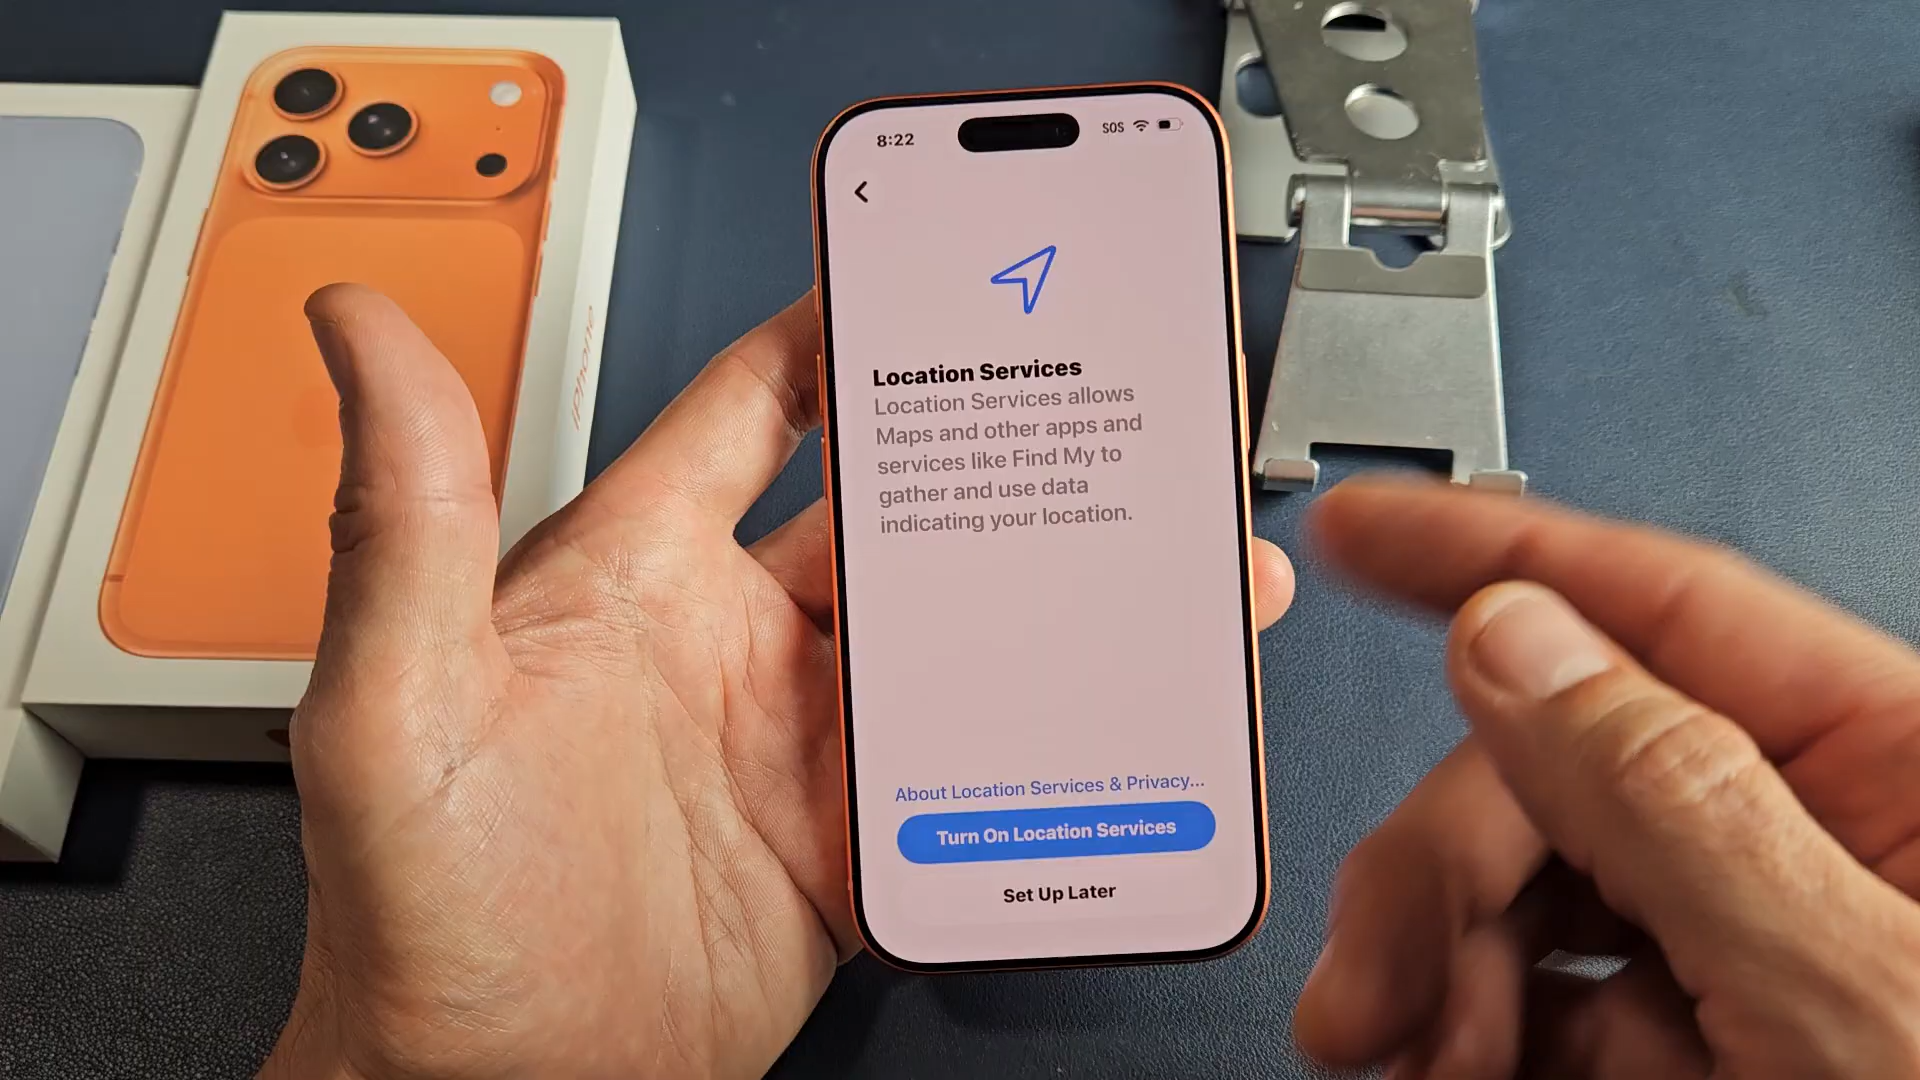 iPhone
8:22
SOS
Location Services
Location Services allows
Maps and other apps and
services like Find My to
gather and use data
indicating your location.
About Location Services & Privacy...
Turn On Location Services
Set Up Later